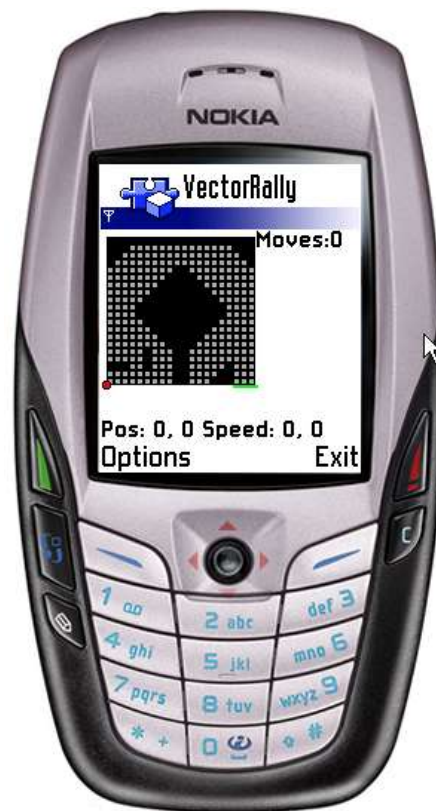 NOKIA
VectorRally
Moves:0
Pos: 0, 0 Speed: 0, 0
Options Exit
C
1
2 abc
def 3
4 ghi
5 jkl
mno 6
7 pqrs
8 tuv
wxyz 9
* +
0
#